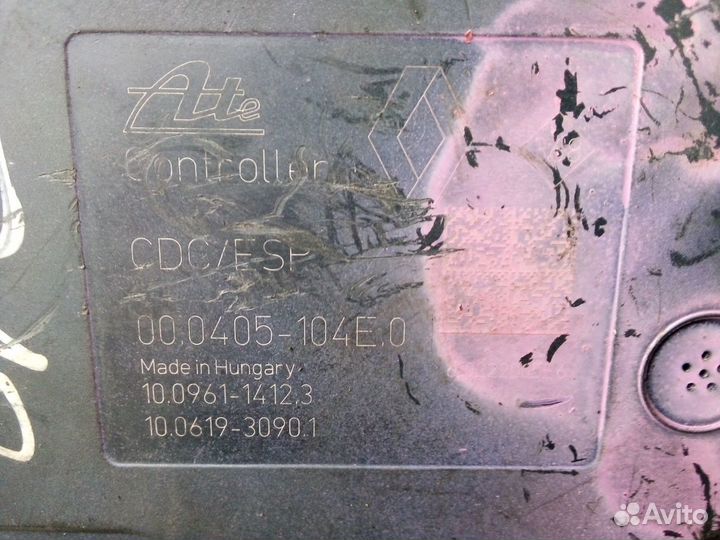 Ate
Controller
CDC/ESP
00.0405-104E.0
Made in Hungary
10.0961-1412.3
10.0619-3090.1
Avito